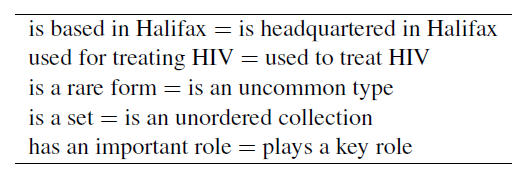 is based in Halifax = is headquartered in Halifax
used for treating HIV = used to treat HIV
is a rare form = is an uncommon type
is a set = is an unordered collection
has an important role = plays a key role